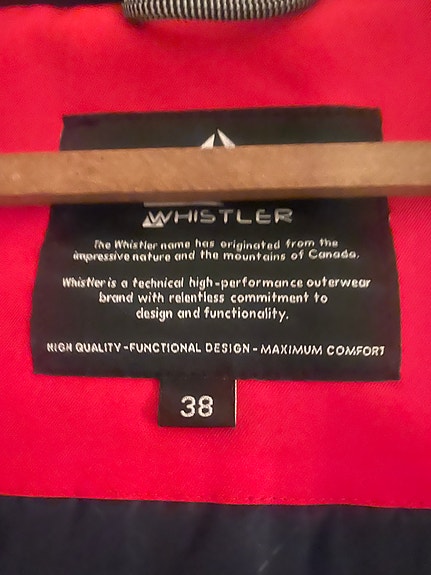 WHISTLER
The Whistler name has originated from the
impressive nature and the mountains of Canada.
Whistler is a technical high-performance outerwear
brand with relentless commitment to
design and functionality.
HIGH QUALITY - FUNCTIONAL DESIGN - MAXIMUM COMFORT
38